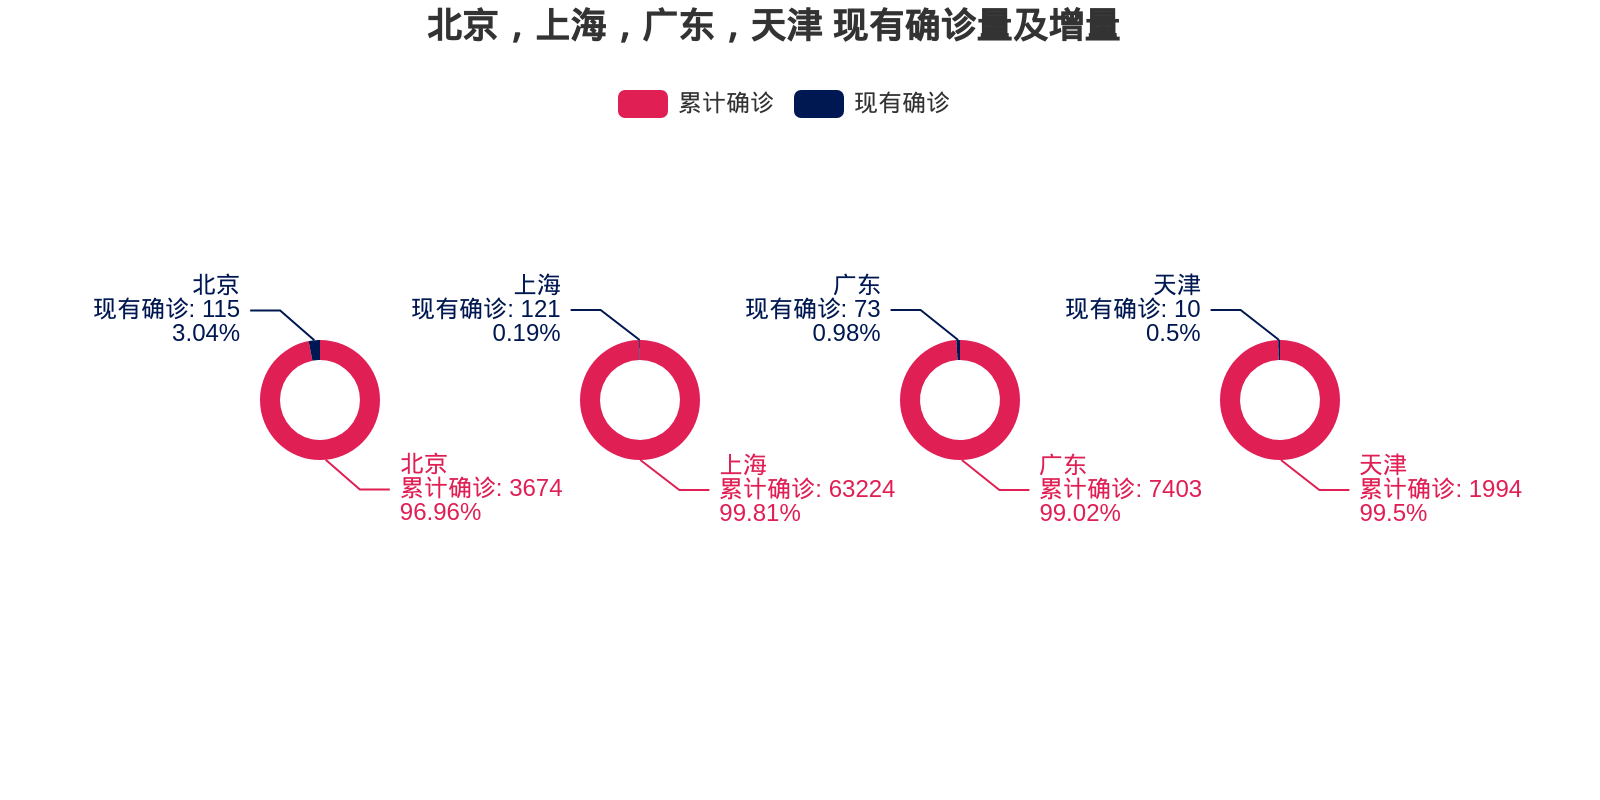 北京，上海，广东，天津 现有确诊量及增量
累计确诊
现有确诊
北京
现有确诊: 115
3.04%
上海
现有确诊: 121
0.19%
广东
现有确诊: 73
0.98%
天津
现有确诊: 10
0.5%
北京
累计确诊: 3674
96.96%
上海
累计确诊: 63224
99.81%
广东
累计确诊: 7403
99.02%
天津
累计确诊: 1994
99.5%